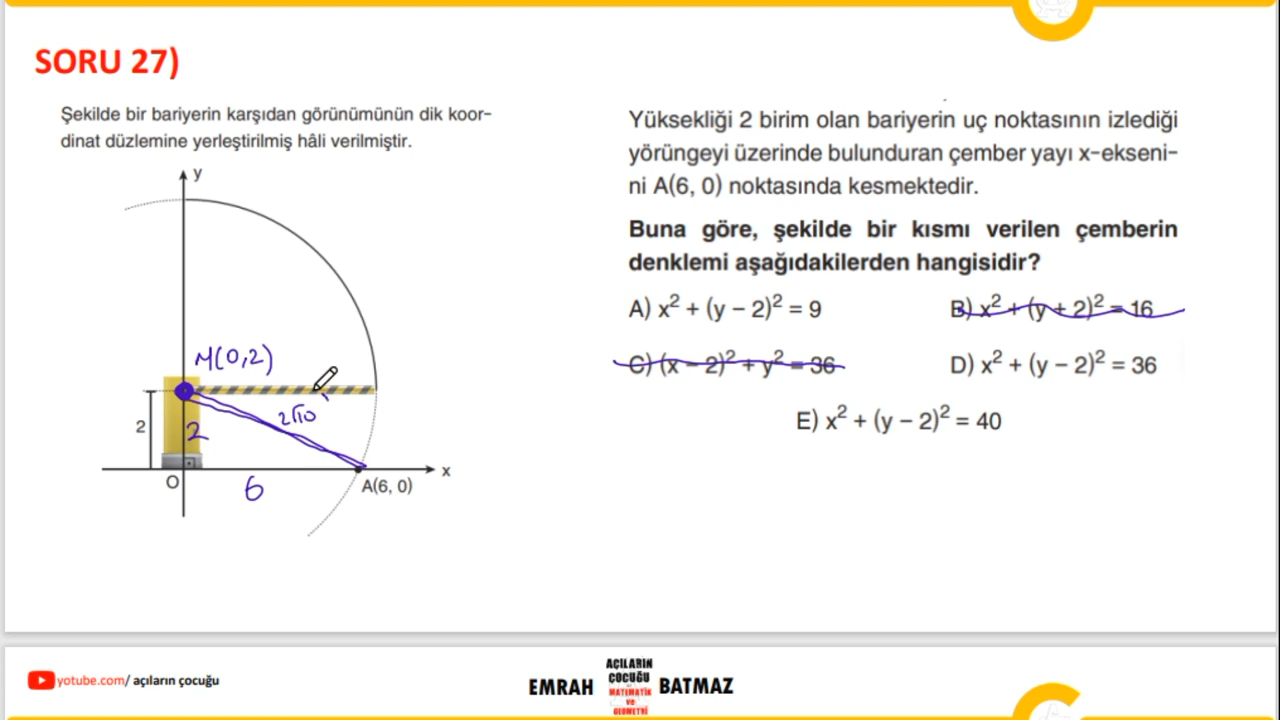 SORU 27)
Şekilde bir bariyerin karşıdan görünümünün dik koor-
dinat düzlemine yerleştirilmiş hâli verilmiştir.
y
M(0,2)
2√10
2
2
x
O
6
A(6, 0)
Yüksekliği 2 birim olan bariyerin uç noktasının izlediği
yörüngeyi üzerinde bulunduran çember yayı x-ekseni-
ni A(6, 0) noktasında kesmektedir.
Buna göre, şekilde bir kısmı verilen çemberin
denklemi aşağıdakilerden hangisidir?
A) x² + (y – 2)² = 9
B) x² + (y + 2)² = 16
C) (x – 2)² + y² = 36
D) x² + (y – 2)² = 36
E) x² + (y – 2)² = 40
yotube.com/ açıların çocuğu
EMRAH
AÇILARIN
ÇOCUĞU
MATEMATİK
ve
GEOMETRİ
BATMAZ